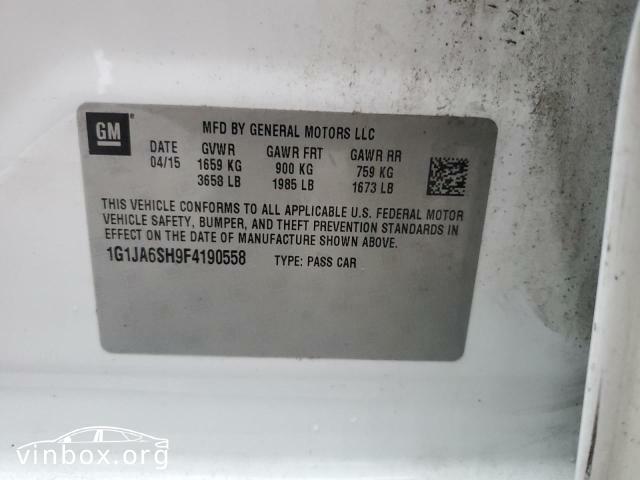 GM
MFD BY GENERAL MOTORS LLC
DATE GVWR GAWR FRT GAWR RR
04/15 1659 KG 900 KG 759 KG
3658 LB 1985 LB 1673 LB
THIS VEHICLE CONFORMS TO ALL APPLICABLE U.S. FEDERAL MOTOR
VEHICLE SAFETY, BUMPER, AND THEFT PREVENTION STANDARDS IN
EFFECT ON THE DATE OF MANUFACTURE SHOWN ABOVE.
1G1JA6SH9F4190558 TYPE: PASS CAR
vinbox.org